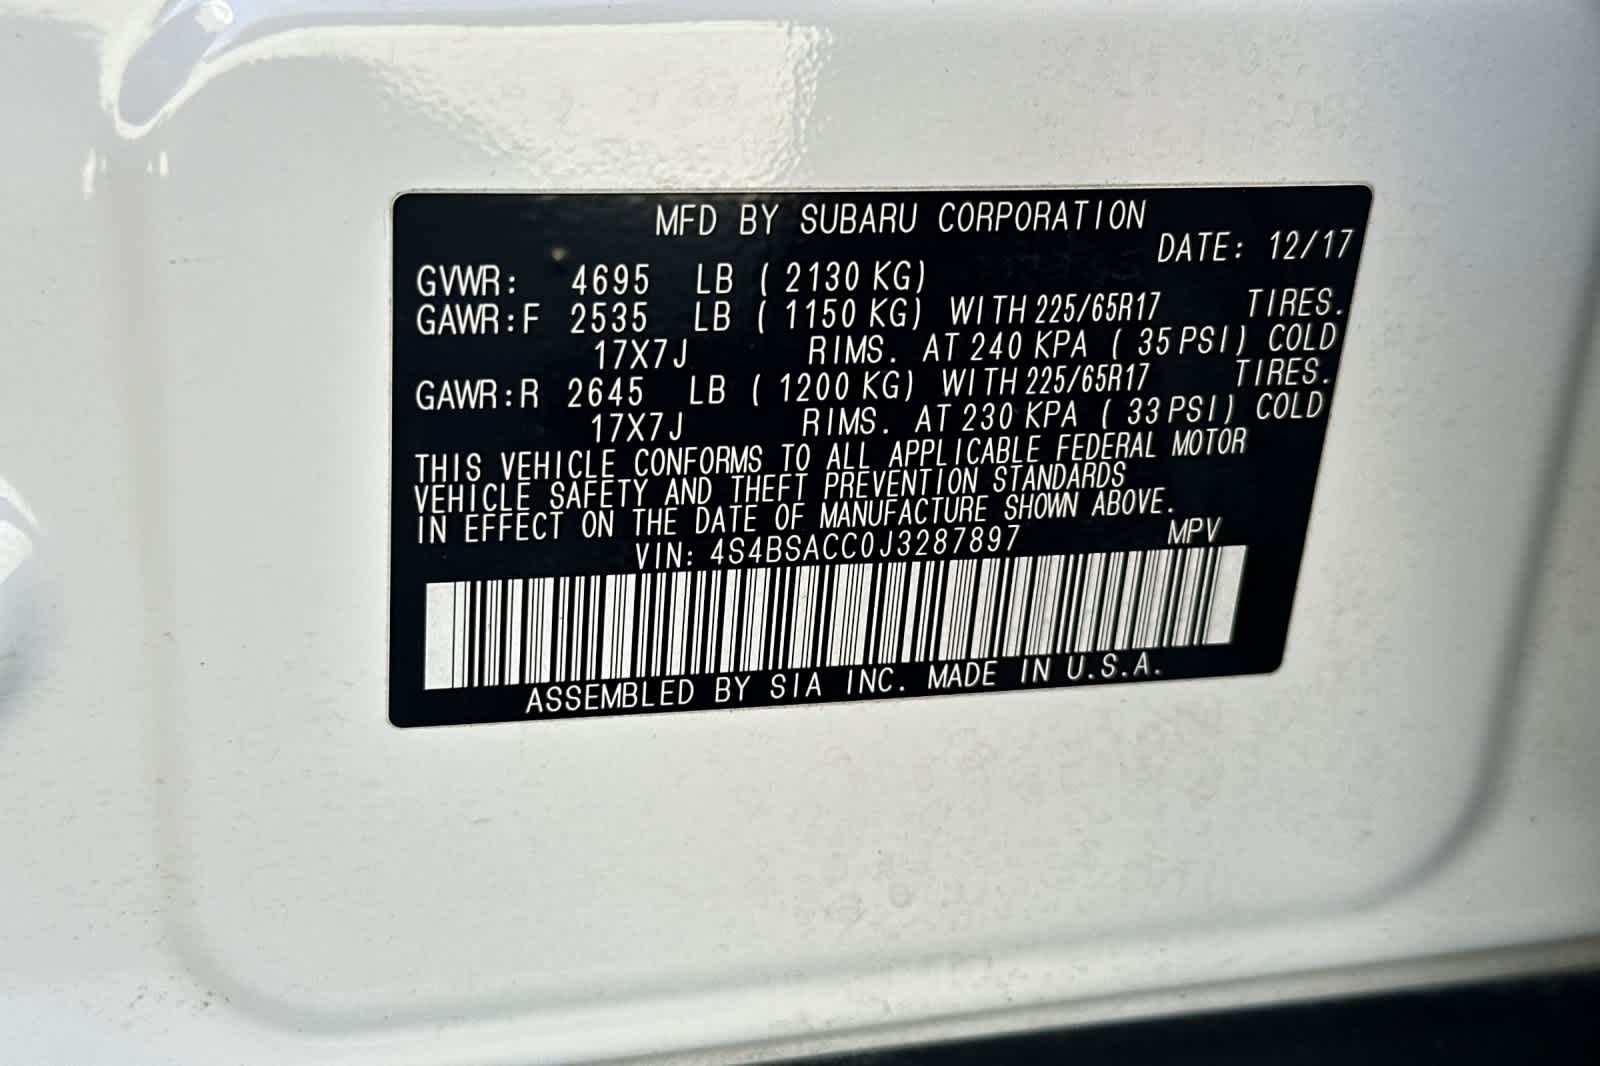 MFD BY SUBARU CORPORATION
DATE: 12/17
GVWR: 4695 LB ( 2130 KG)
GAWR:F 2535 LB ( 1150 KG) WITH 225/65R17 TIRES.
17X7J RIMS. AT 240 KPA ( 35 PSI) COLD
GAWR:R 2645 LB ( 1200 KG) WITH 225/65R17 TIRES.
17X7J RIMS. AT 230 KPA ( 33 PSI) COLD
THIS VEHICLE CONFORMS TO ALL APPLICABLE FEDERAL MOTOR
VEHICLE SAFETY AND THEFT PREVENTION STANDARDS
IN EFFECT ON THE DATE OF MANUFACTURE SHOWN ABOVE.
VIN: 4S4BSACC0J3287897 MPV
ASSEMBLED BY SIA INC. MADE IN U.S.A.